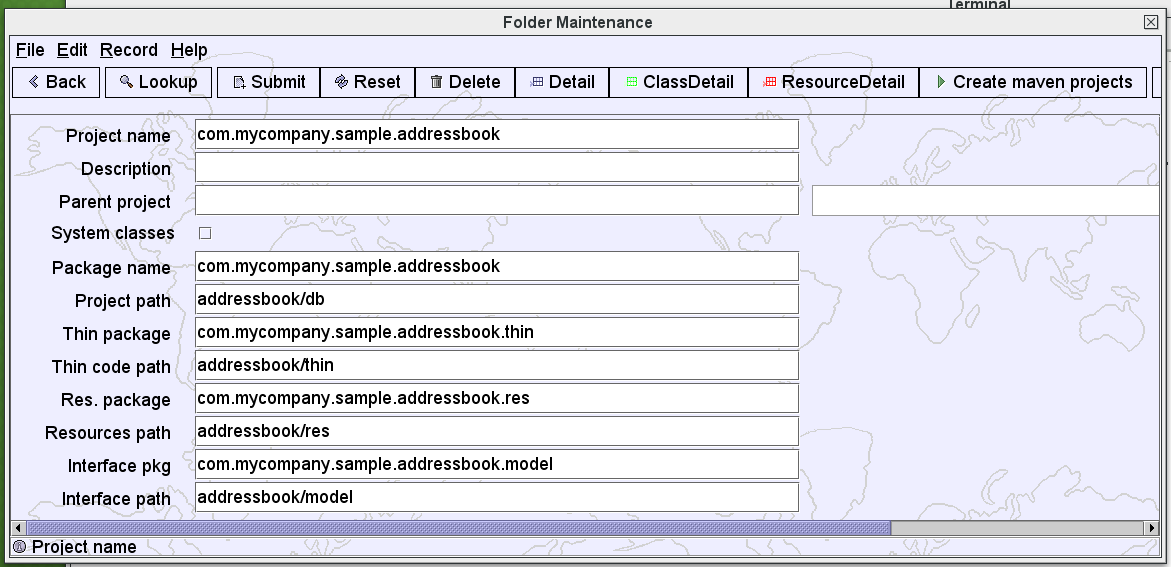 Terminal
Folder Maintenance
File Edit Record Help
Back Lookup Submit Reset Delete Detail ClassDetail ResourceDetail Create maven projects
Project name com.mycompany.sample.addressbook
Description
Parent project
System classes
Package name com.mycompany.sample.addressbook
Project path addressbook/db
Thin package com.mycompany.sample.addressbook.thin
Thin code path addressbook/thin
Res. package com.mycompany.sample.addressbook.res
Resources path addressbook/res
Interface pkg com.mycompany.sample.addressbook.model
Interface path addressbook/model
Project name